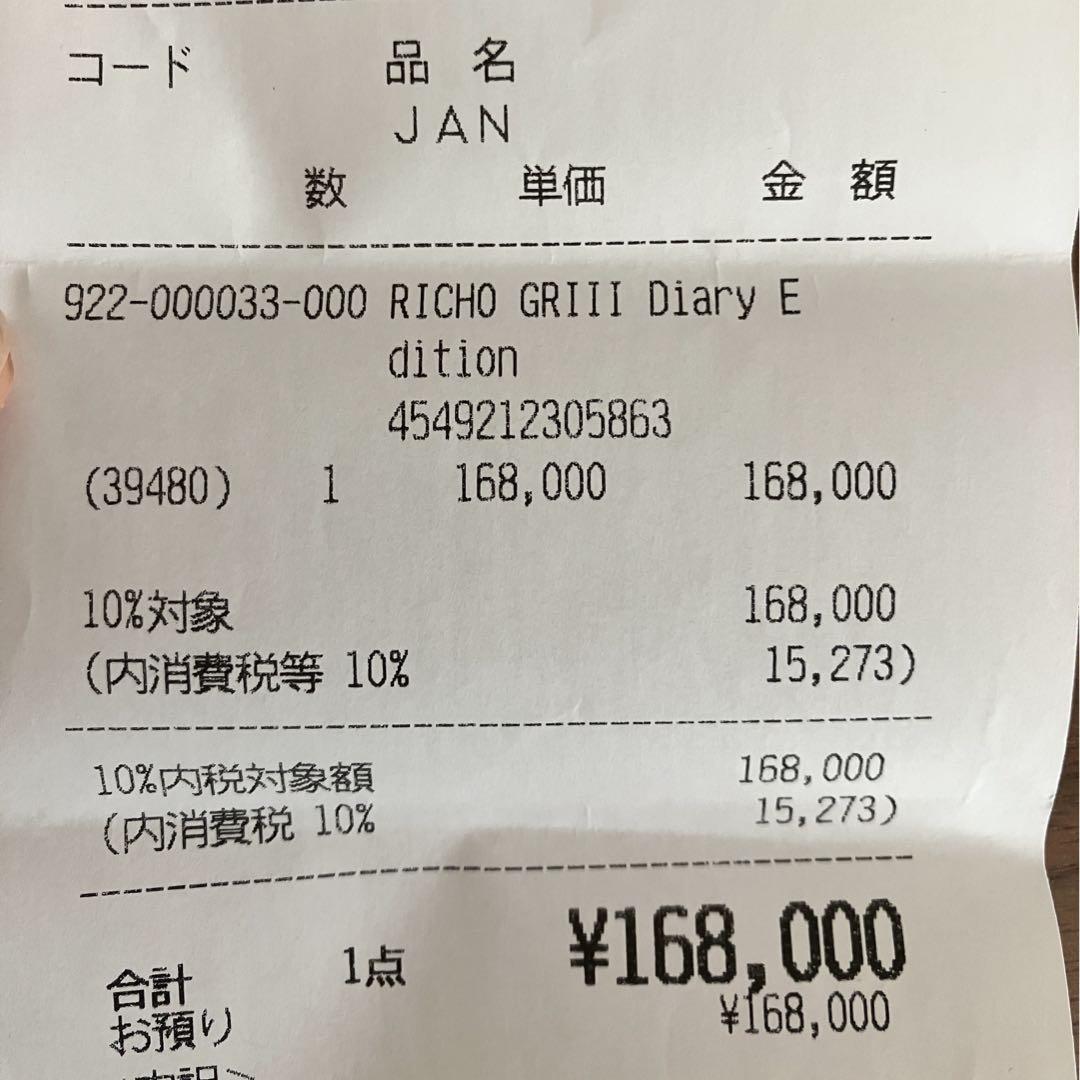 コード 品 名
JAN
数 単価 金 額
922-000033-000 RICHO GRIII Diary E
dition
4549212305863
(39480) 1 168,000 168,000
10%対象 168,000
(内消費税等 10% 15,273)
10%内税対象額 168,000
(内消費税 10% 15,273)
合計 1点 ¥168,000
お預り ¥168,000